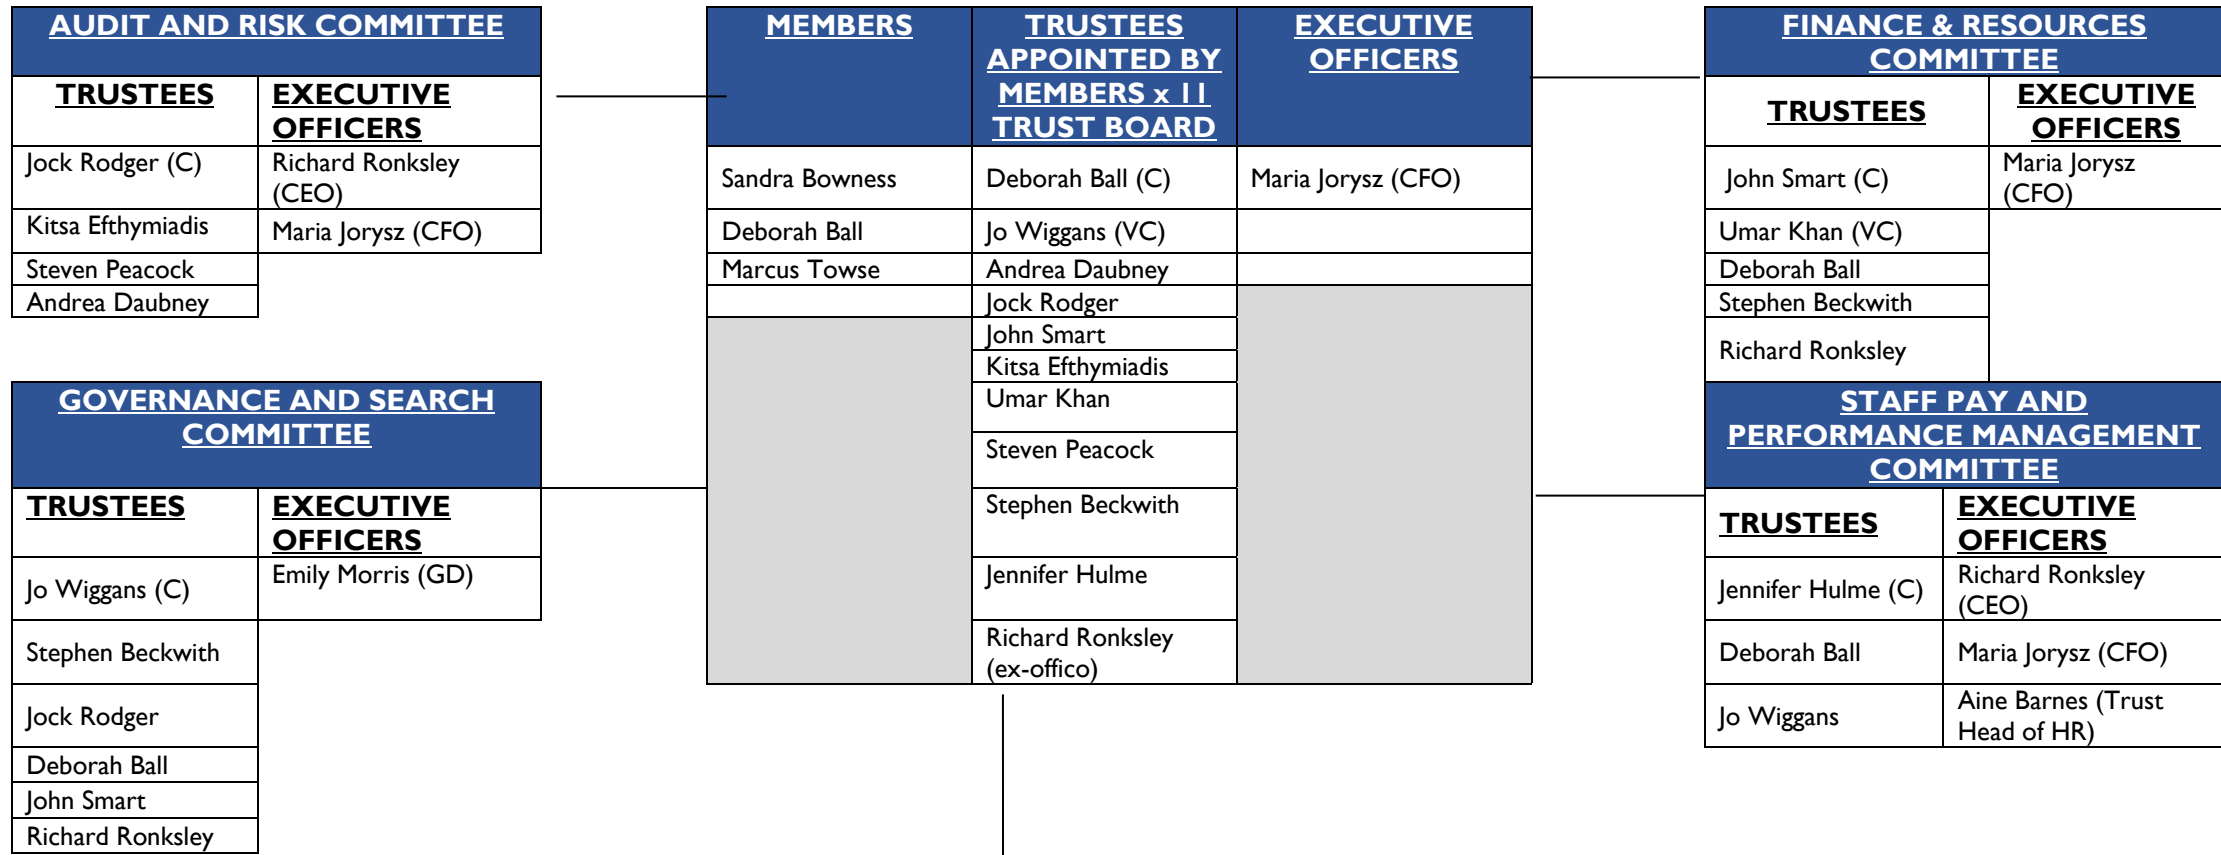 AUDIT AND RISK COMMITTEE
TRUSTEES
EXECUTIVE
OFFICERS
Jock Rodger (C)
Richard Ronksley
(CEO)
Kitsa Efthymiadis
Maria Jorysz (CFO)
Steven Peacock
Andrea Daubney
GOVERNANCE AND SEARCH
COMMITTEE
TRUSTEES
EXECUTIVE
OFFICERS
Jo Wiggans (C)
Emily Morris (GD)
Stephen Beckwith
Jock Rodger
Deborah Ball
John Smart
Richard Ronksley
MEMBERS
TRUSTEES
APPOINTED BY
MEMBERS x 11
TRUST BOARD
EXECUTIVE
OFFICERS
Sandra Bowness
Deborah Ball (C)
Maria Jorysz (CFO)
Deborah Ball
Jo Wiggans (VC)
Marcus Towse
Andrea Daubney
Jock Rodger
John Smart
Kitsa Efthymiadis
Umar Khan
Steven Peacock
Stephen Beckwith
Jennifer Hulme
Richard Ronksley
(ex-offico)
FINANCE & RESOURCES
COMMITTEE
TRUSTEES
EXECUTIVE
OFFICERS
John Smart (C)
Maria Jorysz
(CFO)
Umar Khan (VC)
Deborah Ball
Stephen Beckwith
Richard Ronksley
STAFF PAY AND
PERFORMANCE MANAGEMENT
COMMITTEE
TRUSTEES
EXECUTIVE
OFFICERS
Jennifer Hulme (C)
Richard Ronksley
(CEO)
Deborah Ball
Maria Jorysz (CFO)
Jo Wiggans
Aine Barnes (Trust
Head of HR)